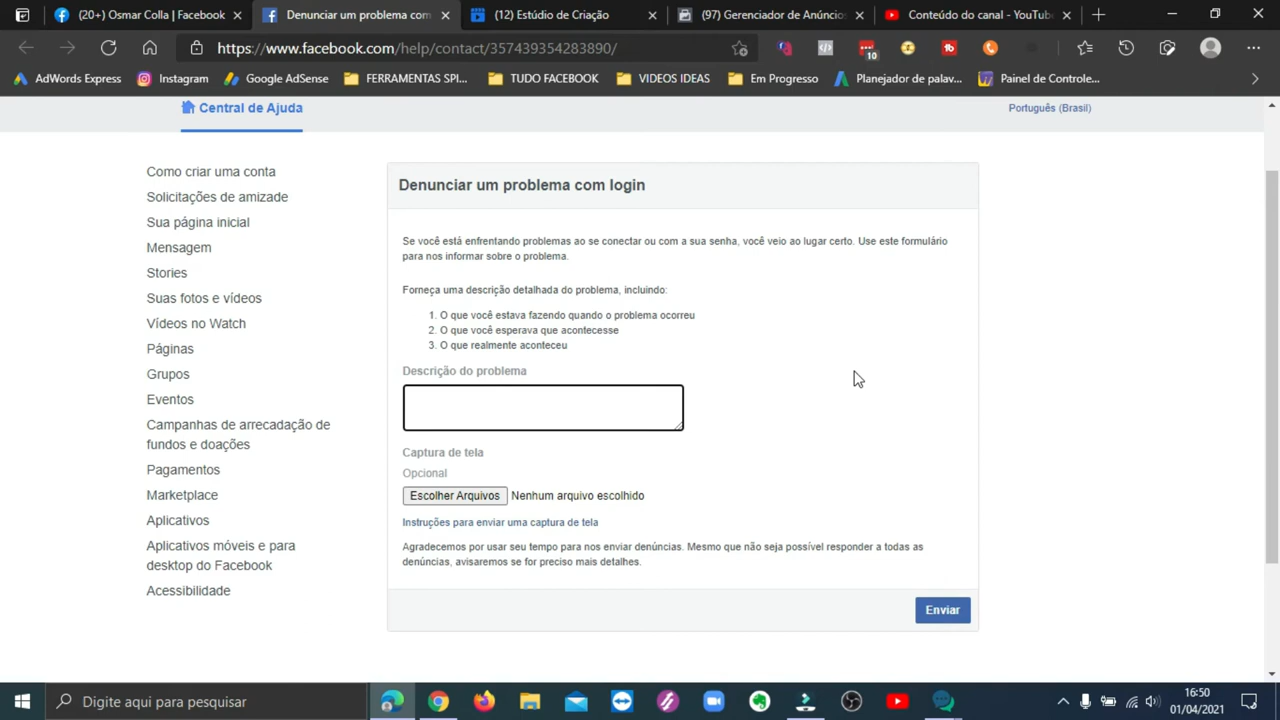 (20+) Osmar Colla | Facebook
Denunciar um problema com
(12) Estúdio de Criação
(97) Gerenciador de Anúncios
Conteúdo do canal - YouTube
https://www.facebook.com/help/contact/357439354283890/
10
AdWords Express
Instagram
Google AdSense
FERRAMENTAS SPI...
TUDO FACEBOOK
VIDEOS IDEAS
Em Progresso
Planejador de palav...
Painel de Controle...
Central de Ajuda
Português (Brasil)
Como criar uma conta
Solicitações de amizade
Sua página inicial
Mensagem
Stories
Suas fotos e vídeos
Vídeos no Watch
Páginas
Grupos
Eventos
Campanhas de arrecadação de
fundos e doações
Pagamentos
Marketplace
Aplicativos
Aplicativos móveis e para
desktop do Facebook
Acessibilidade
Denunciar um problema com login
Se você está enfrentando problemas ao se conectar ou com a sua senha, você veio ao lugar certo. Use este formulário
para nos informar sobre o problema.
Forneça uma descrição detalhada do problema, incluindo:
1. O que você estava fazendo quando o problema ocorreu
2. O que você esperava que acontecesse
3. O que realmente aconteceu
Descrição do problema
Captura de tela
Opcional
Escolher Arquivos Nenhum arquivo escolhido
Instruções para enviar uma captura de tela
Agradecemos por usar seu tempo para nos enviar denúncias. Mesmo que não seja possível responder a todas as
denúncias, avisaremos se for preciso mais detalhes.
Enviar
Digite aqui para pesquisar
16:50
01/04/2021